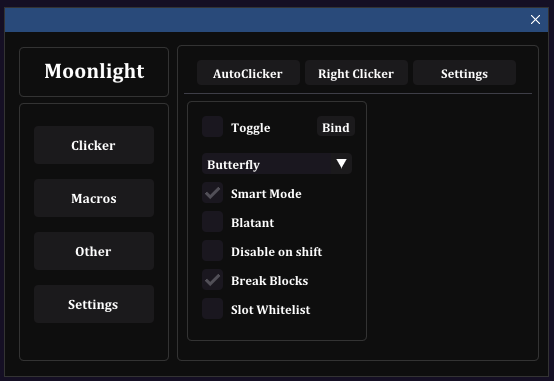 Moonlight
Clicker
Macros
Other
Settings
AutoClicker Right Clicker Settings
Toggle Bind
Butterfly
Smart Mode
Blatant
Disable on shift
Break Blocks
Slot Whitelist